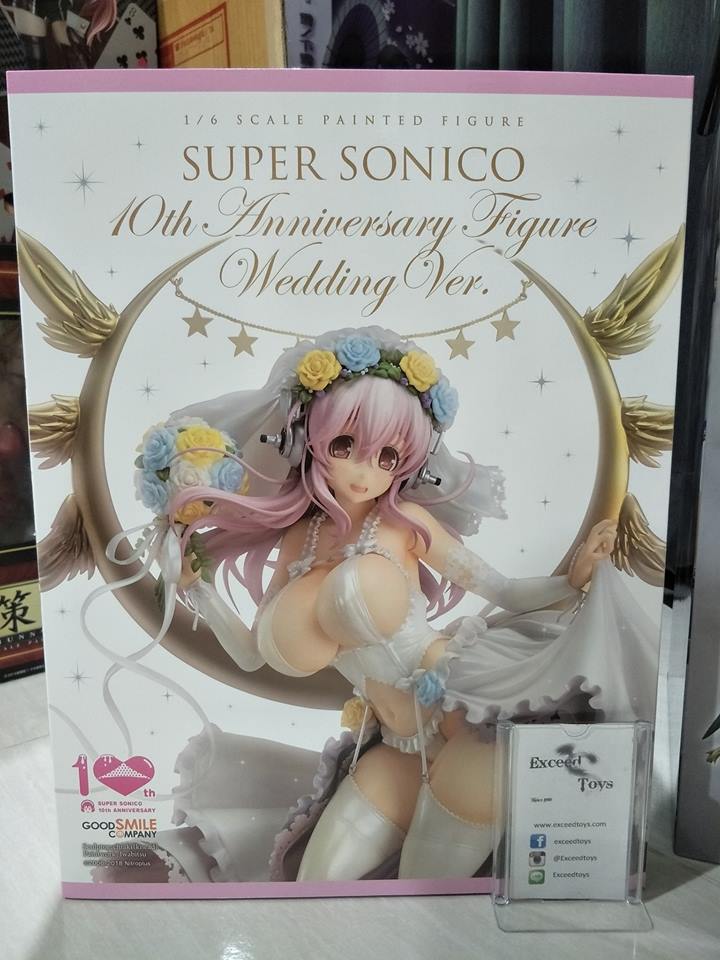 1/6 SCALE PAINTED FIGURE
SUPER SONICO
10th Anniversary Figure
Wedding Ver.
策
10th
SUPER SONICO
10th ANNIVERSARY
GOOD SMILE
COMPANY
Exceed
Toys
www.exceedtoys.com
exceedtoys
@Exceedtoys
Exceedtoys